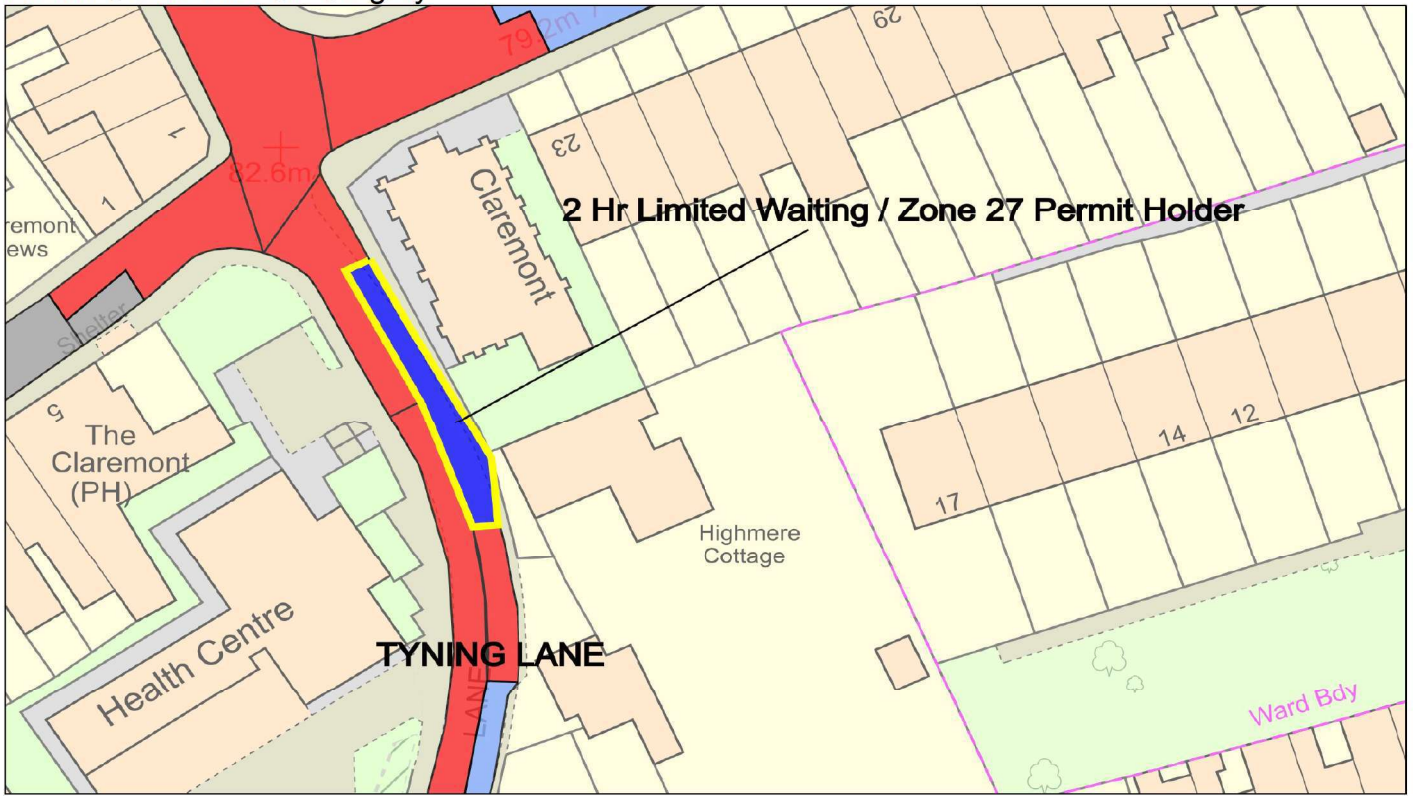 79.2m
29
23
1
82.6m
1
Claremont
2 Hr Limited Waiting / Zone 27 Permit Holder
remont
ews
Shelter
5
The
Claremont
(PH)
12
14
17
Highmere
Cottage
Health Centre
TYNING LANE
LANE
Ward Bdy